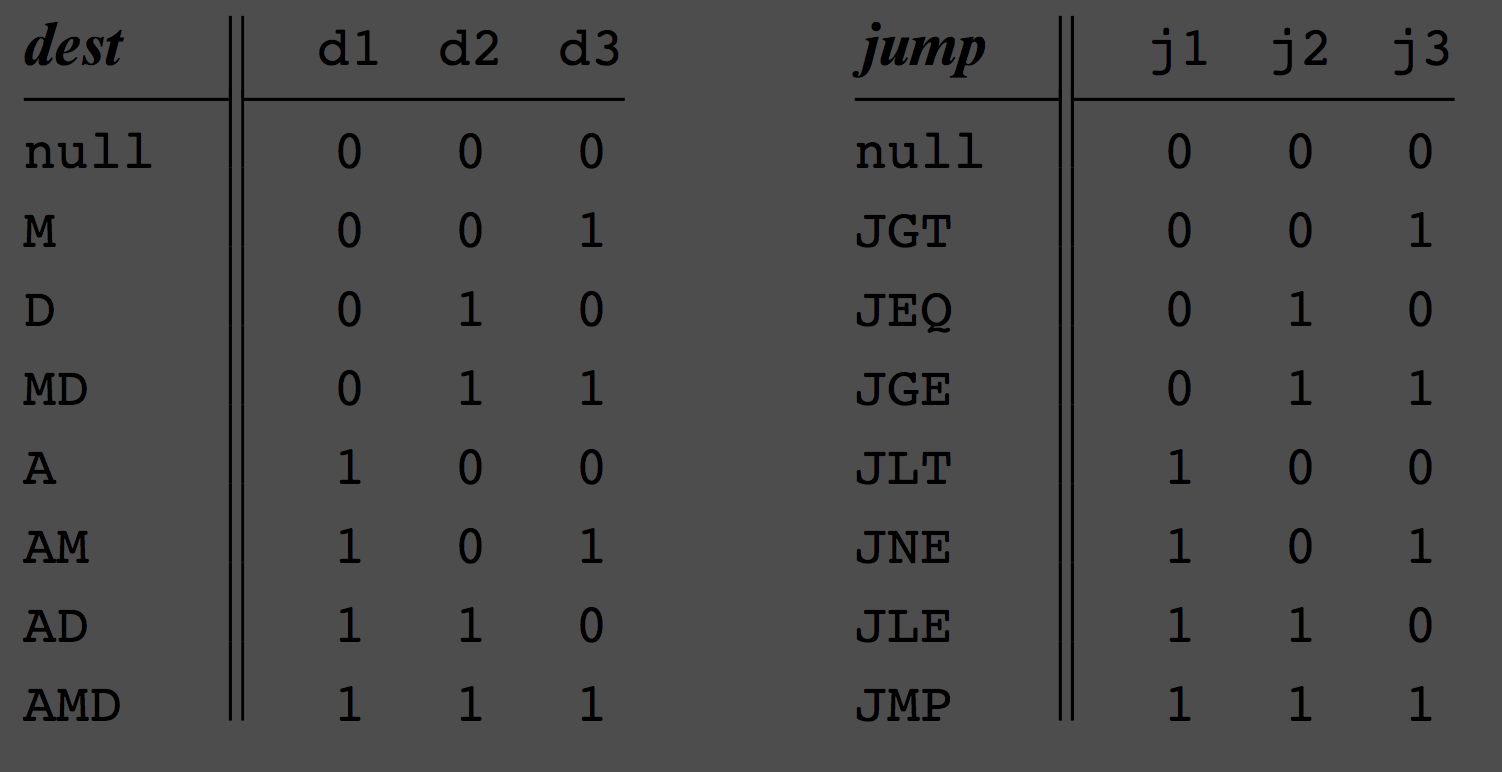 dest d1 d2 d3 jump j1 j2 j3
null 0 0 0 null 0 0 0
M 0 0 1 JGT 0 0 1
D 0 1 0 JEQ 0 1 0
MD 0 1 1 JGE 0 1 1
A 1 0 0 JLT 1 0 0
AM 1 0 1 JNE 1 0 1
AD 1 1 0 JLE 1 1 0
AMD 1 1 1 JMP 1 1 1